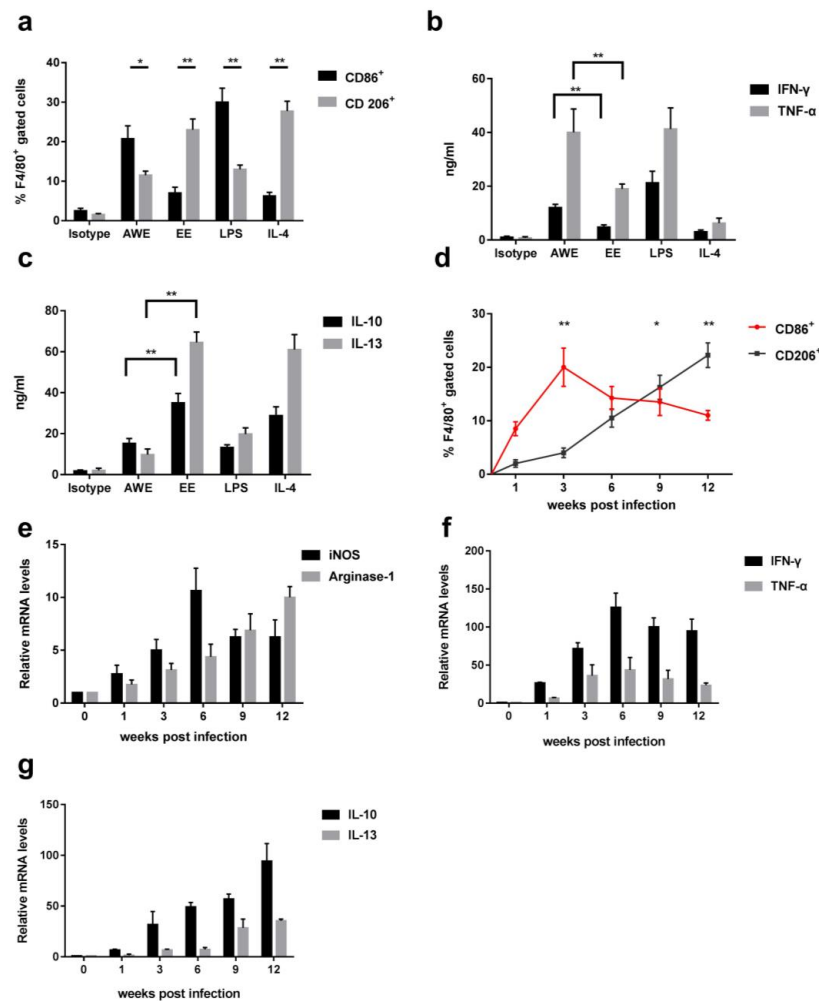 a
% F4/80+ gated cells
40
30
20
10
0
* ** ** **
Isotype AWE EE LPS IL-4
CD86+
CD 206+
b
ng/ml
60
40
20
0
**
**
Isotype AWE EE LPS IL-4
IFN-γ
TNF-α
c
ng/ml
80
60
40
20
0
**
**
Isotype AWE EE LPS IL-4
IL-10
IL-13
d
% F4/80+ gated cells
30
20
10
0
** * **
1 3 6 9 12
weeks post infection
CD86+
CD206+
e
Relative mRNA levels
15
10
5
0
0 1 3 6 9 12
weeks post infection
iNOS
Arginase-1
f
Relative mRNA levels
200
150
100
50
0
0 1 3 6 9 12
weeks post infection
IFN-γ
TNF-α
g
Relative mRNA levels
150
100
50
0
0 1 3 6 9 12
weeks post infection
IL-10
IL-13